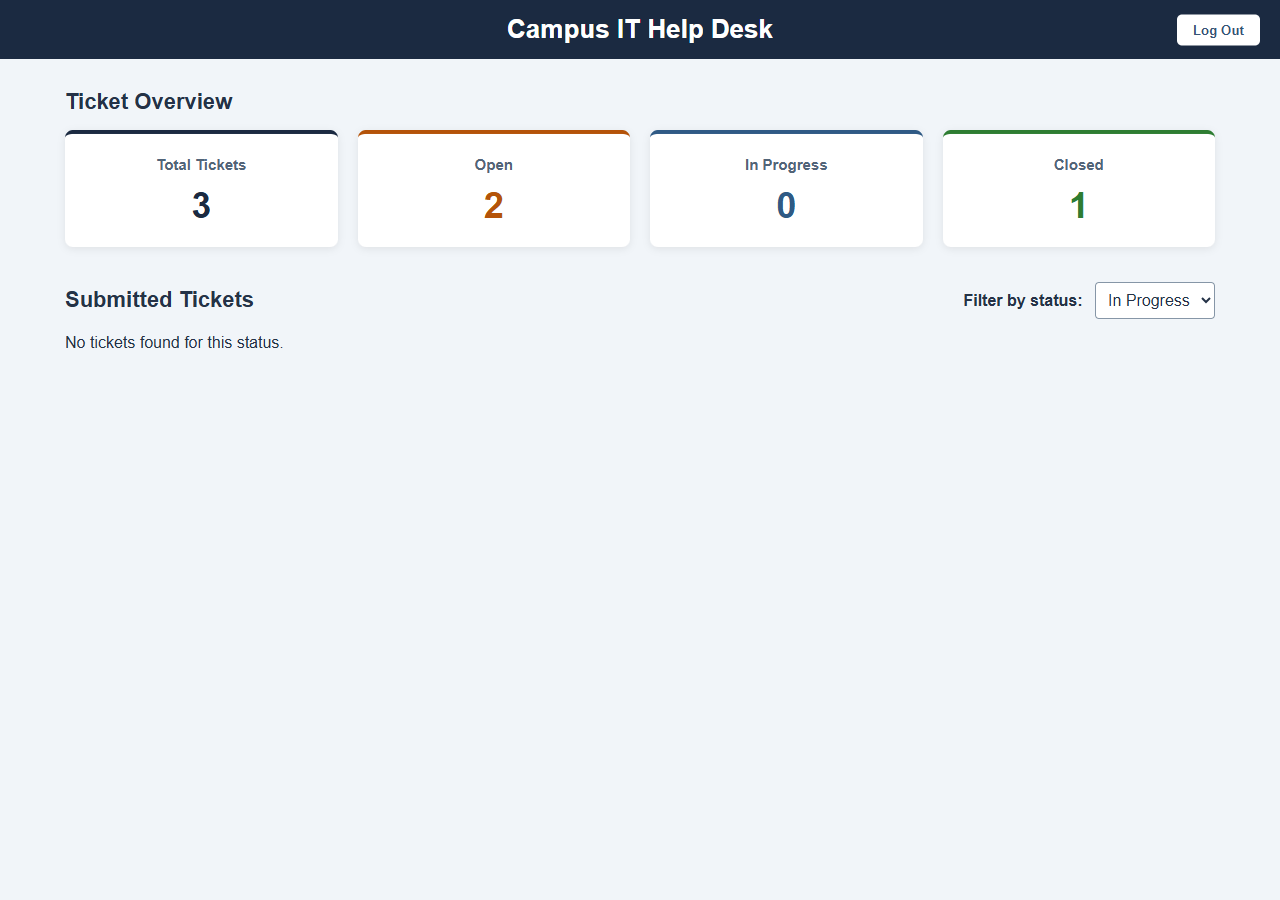 Campus IT Help Desk
Log Out
Ticket Overview
Total Tickets
3
Open
2
In Progress
0
Closed
1
Submitted Tickets
Filter by status:
In Progress
No tickets found for this status.